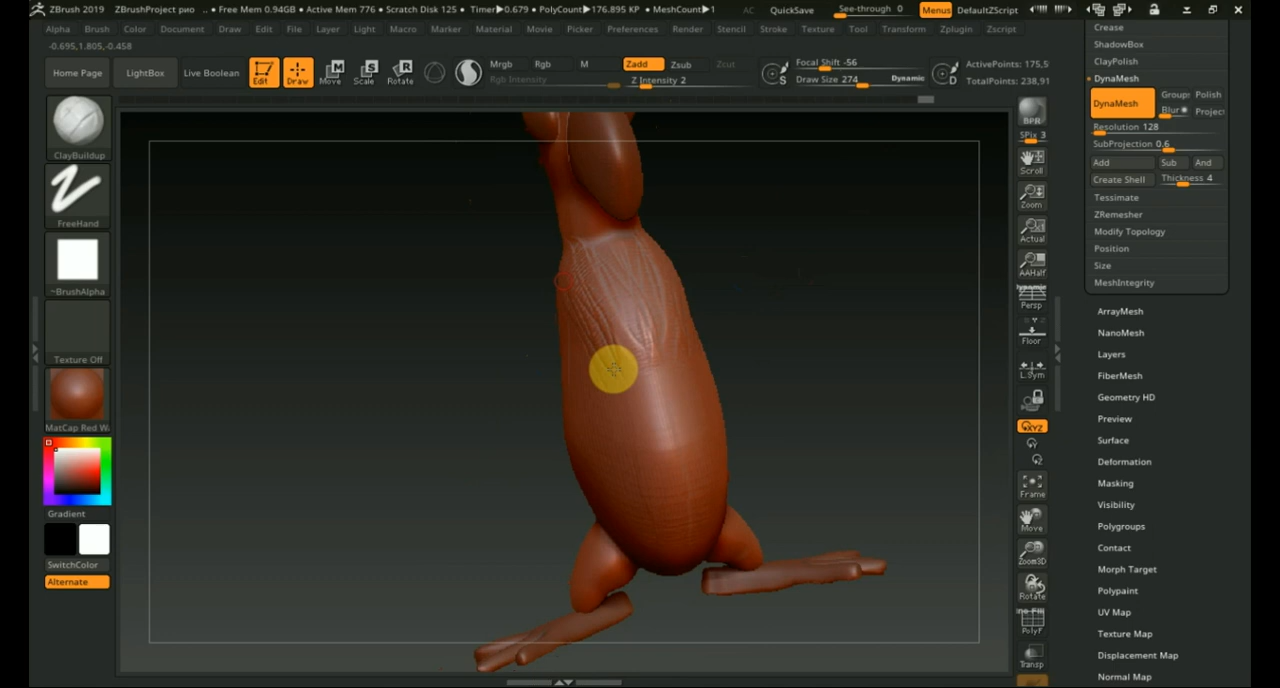 ZBrush 2019 ZBrushProject рио .. • Free Mem 0.94GB • Active Mem 776 • Scratch Disk 125 • Timer▶0.679 • PolyCount▶176.895 KP • MeshCount▶1 AC QuickSave See-through 0 Menus DefaultZScript
Alpha Brush Color Document Draw Edit File Layer Light Macro Marker Material Movie Picker Preferences Render Stencil Stroke Texture Tool Transform Zplugin Zscript
-0.695,1.805,-0.458
Home Page LightBox Live Boolean Edit Draw Move Scale Rotate
Mrgb Rgb M Zadd Zsub Zcut
Rgb Intensity Z Intensity 2
S Focal Shift -56
Draw Size 274 Dynamic
D ActivePoints: 175,5
TotalPoints: 238,91
ClayBuildup
FreeHand
~BrushAlpha
Texture Off
MatCap Red Wa
Gradient
SwitchColor
Alternate
BPR
SPix 3
Scroll
Zoom
Actual
AAHalf
Dynamic
Persp
Floor
L.Sym
XYZ
Y
Z
Frame
Move
Zoom3D
Rotate
PolyF
Transp
Crease
ShadowBox
ClayPolish
DynaMesh
DynaMesh Groups Polish
Blur Project
Resolution 128
SubProjection 0.6
Add Sub And
Create Shell Thickness 4
Tessimate
ZRemesher
Modify Topology
Position
Size
MeshIntegrity
ArrayMesh
NanoMesh
Layers
FiberMesh
Geometry HD
Preview
Surface
Deformation
Masking
Visibility
Polygroups
Contact
Morph Target
Polypaint
UV Map
Texture Map
Displacement Map
Normal Map